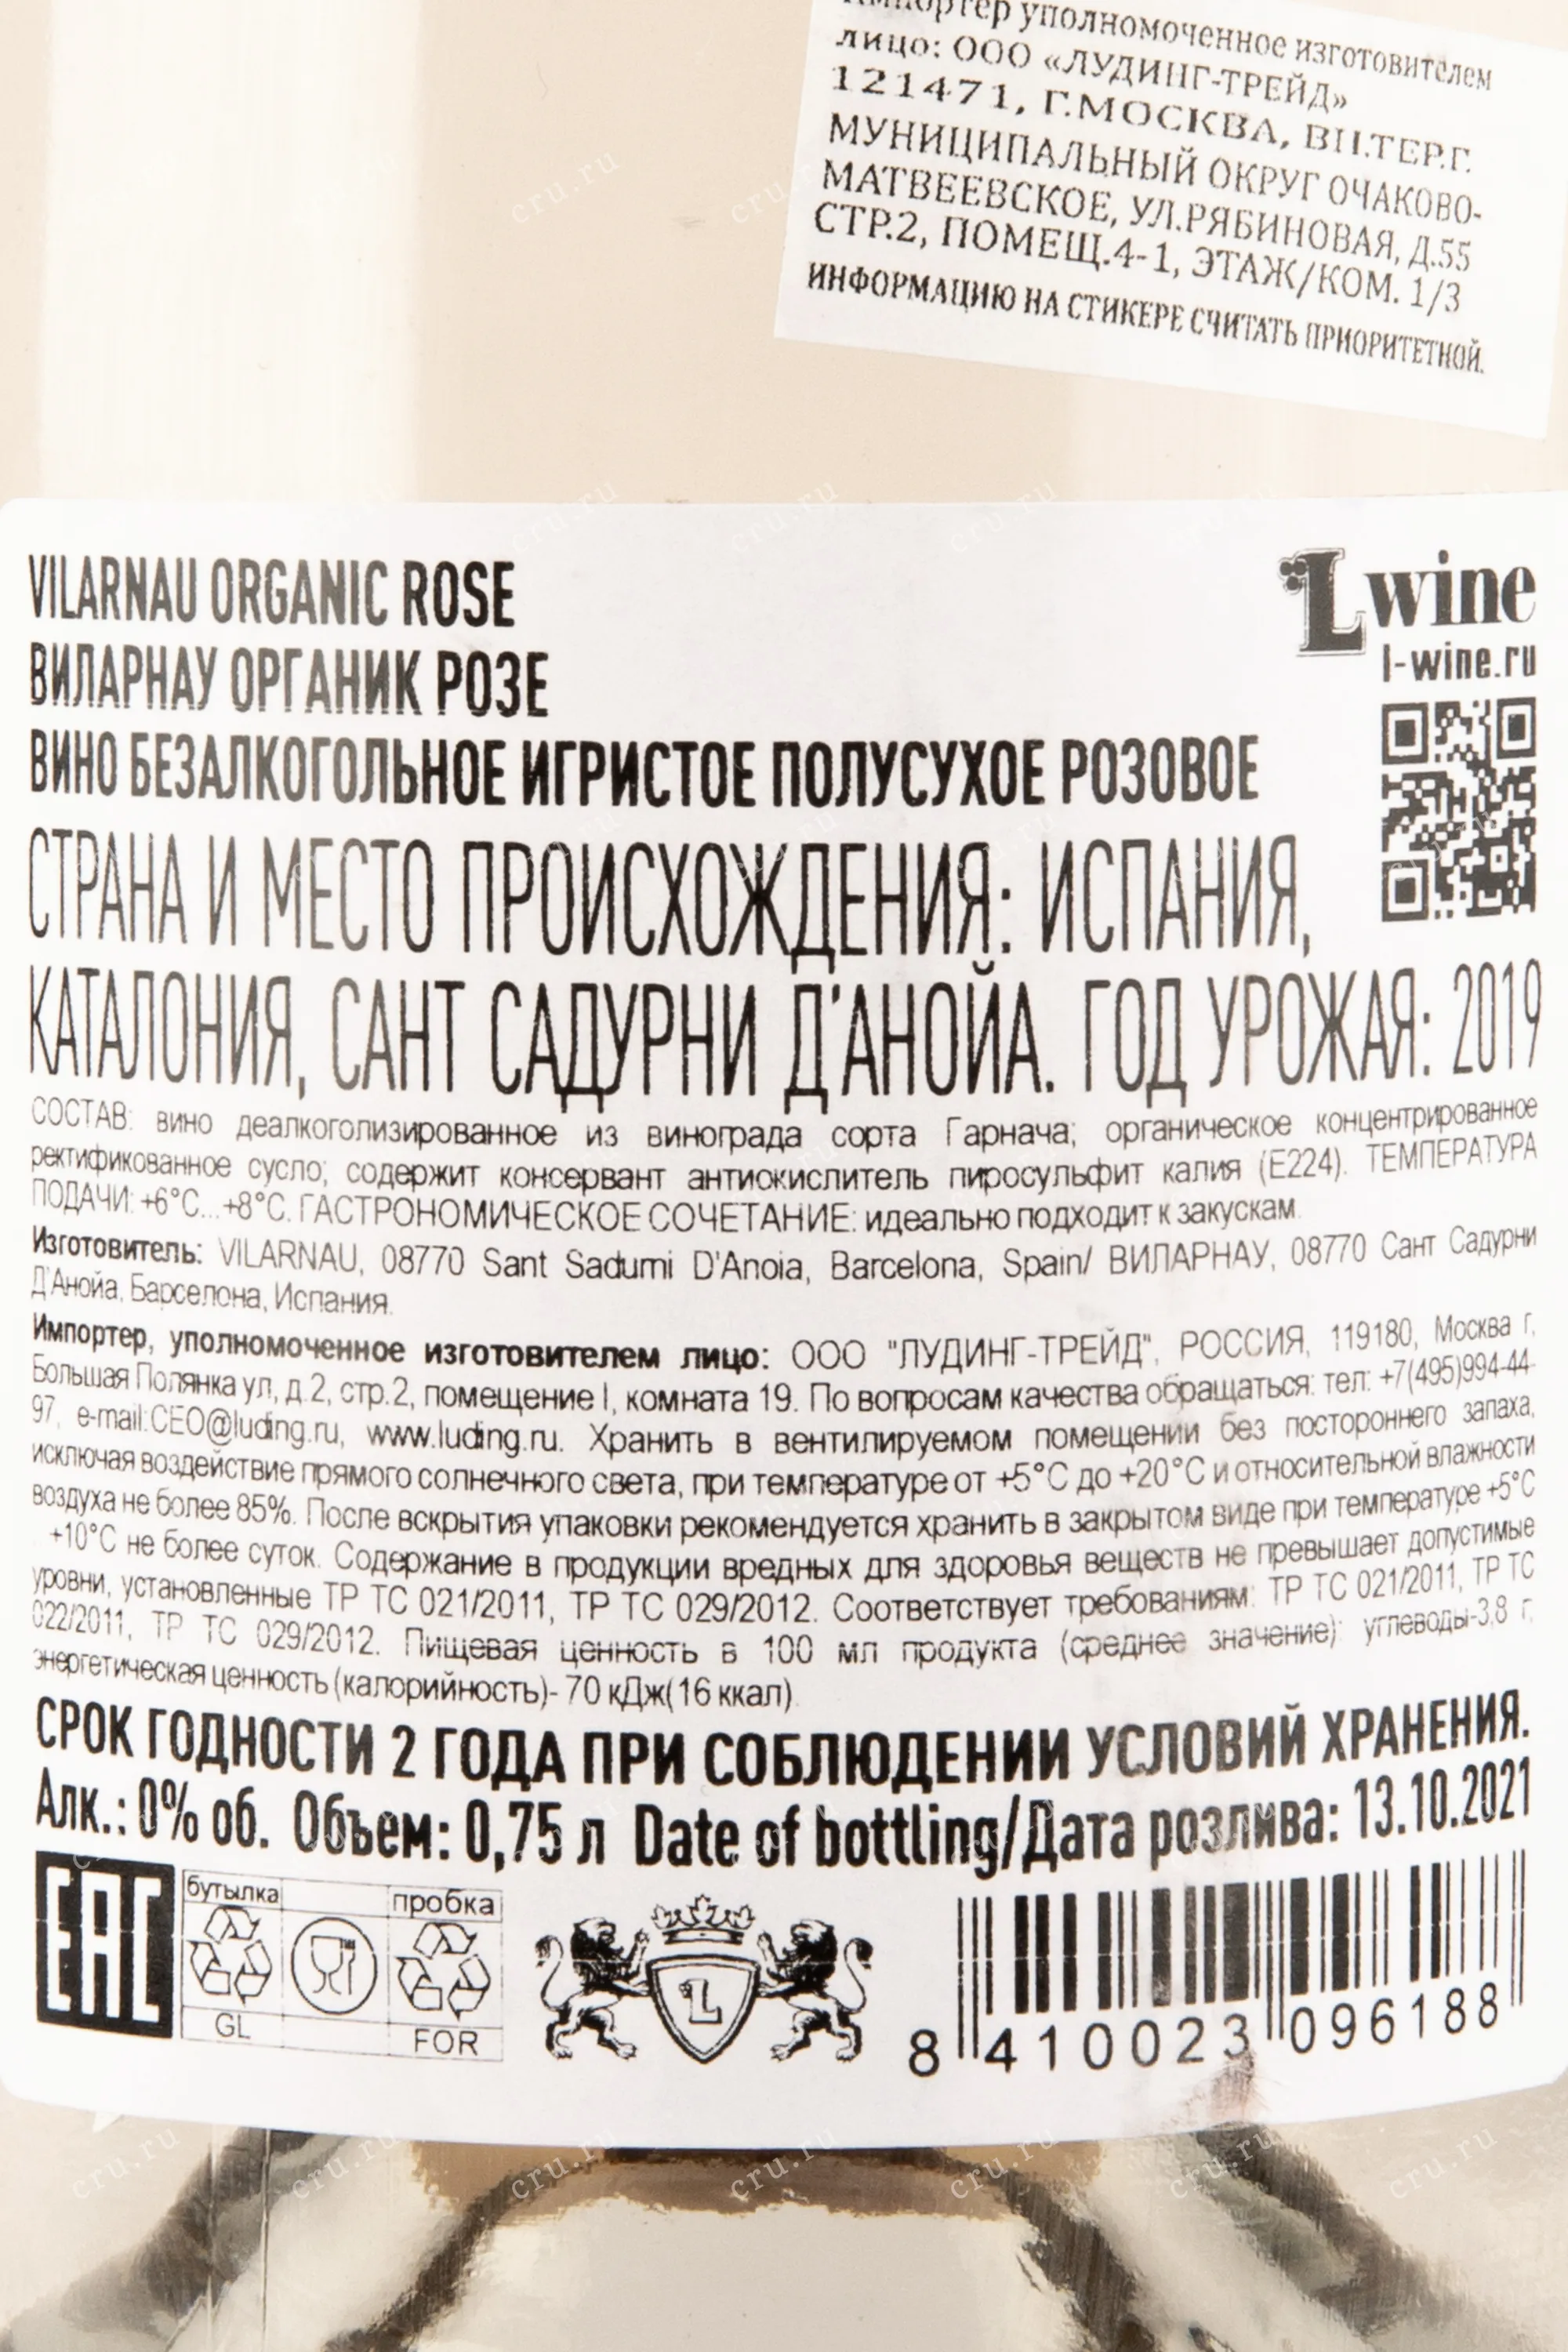 Импортер уполномоченное изготовителем
лицо: ООО «ЛУДИНГ-ТРЕЙД»
121471, Г.МОСКВА, ВН.ТЕР.Г.
МУНИЦИПАЛЬНЫЙ ОКРУГ ОЧАКОВО-
МАТВЕЕВСКОЕ, УЛ.РЯБИНОВАЯ, Д.55
СТР.2, ПОМЕЩ.4-1, ЭТАЖ/КОМ. 1/3
ИНФОРМАЦИЮ НА СТИКЕРЕ СЧИТАТЬ ПРИОРИТЕТНОЙ.
VILARNAU ORGANIC ROSE
L wine
l-wine.ru
ВИЛАРНАУ ОРГАНИК РОЗЕ
ВИНО БЕЗАЛКОГОЛЬНОЕ ИГРИСТОЕ ПОЛУСУХОЕ РОЗОВОЕ
СТРАНА И МЕСТО ПРОИСХОЖДЕНИЯ: ИСПАНИЯ,
КАТАЛОНИЯ, САНТ САДУРНИ Д'АНОЙА. ГОД УРОЖАЯ: 2019
СОСТАВ: вино деалкоголизированное из винограда сорта Гарнача; органическое концентрированное
ректификованное сусло; содержит консервант антиокислитель пиросульфит калия (Е224). ТЕМПЕРАТУРА
ПОДАЧИ: +6°С...+8°С. ГАСТРОНОМИЧЕСКОЕ СОЧЕТАНИЕ: идеально подходит к закускам.
Изготовитель: VILARNAU, 08770 Sant Sadurni D'Anoia, Barcelona, Spain/ ВИЛАРНАУ, 08770 Сант Садурни
Д'Анойа, Барселона, Испания.
Импортер, уполномоченное изготовителем лицо: ООО "ЛУДИНГ-ТРЕЙД", РОССИЯ, 119180, Москва г,
Большая Полянка ул, д.2, стр.2, помещение I, комната 19. По вопросам качества обращаться: тел: +7(495)994-44-
97, e-mail:CEO@luding.ru, www.luding.ru. Хранить в вентилируемом помещении без постороннего запаха,
исключая воздействие прямого солнечного света, при температуре от +5°С до +20°С и относительной влажности
воздуха не более 85%. После вскрытия упаковки рекомендуется хранить в закрытом виде при температуре +5°С
+10°С не более суток. Содержание в продукции вредных для здоровья веществ не превышает допустимые
уровни, установленные ТР ТС 021/2011, ТР ТС 029/2012. Соответствует требованиям: ТР ТС 021/2011, ТР ТС
022/2011, ТР ТС 029/2012. Пищевая ценность в 100 мл продукта (среднее значение): углеводы-3,8 г,
энергетическая ценность (калорийность)- 70 кДж(16 ккал).
СРОК ГОДНОСТИ 2 ГОДА ПРИ СОБЛЮДЕНИИ УСЛОВИЙ ХРАНЕНИЯ.
Алк.: 0% об. Объем: 0,75 л Date of bottling/Дата розлива: 13.10.2021
EAC
бутылка
пробка
GL
FOR
L
8 410023 096188